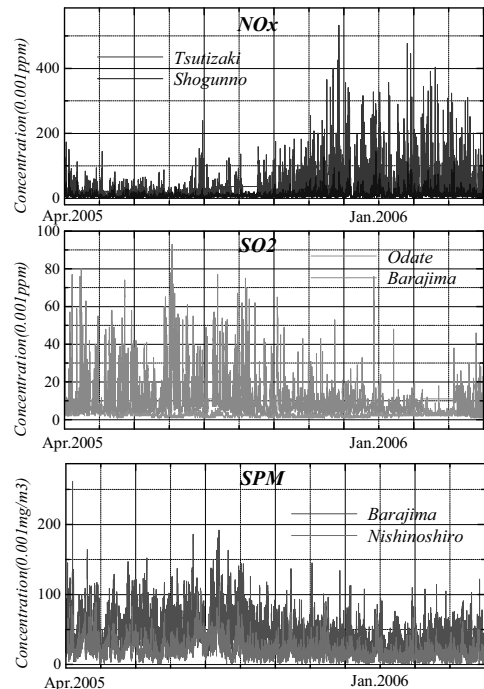 NOx
Concentration(0.001ppm)
400
200
0
Tsutizaki
Shogunno
Apr.2005
Jan.2006
SO2
Concentration(0.001ppm)
100
80
60
40
20
0
Odate
Barajima
Apr.2005
Jan.2006
SPM
Concentration(0.001mg/m3)
200
150
100
50
0
Barajima
Nishinoshiro
Apr.2005
Jan.2006